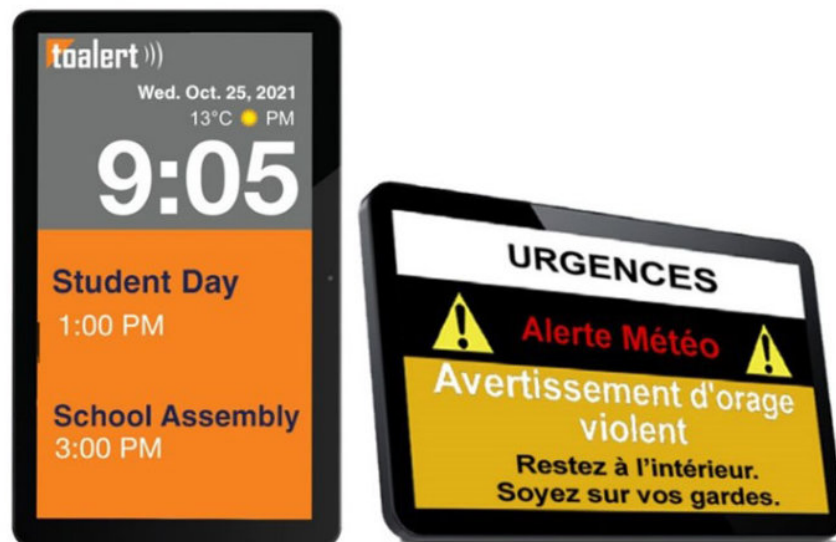 toalert
Wed. Oct. 25, 2021
13°C PM
9:05
Student Day
1:00 PM
School Assembly
3:00 PM
URGENCES
Alerte Météo
Avertissement d'orage
violent
Restez à l'intérieur.
Soyez sur vos gardes.